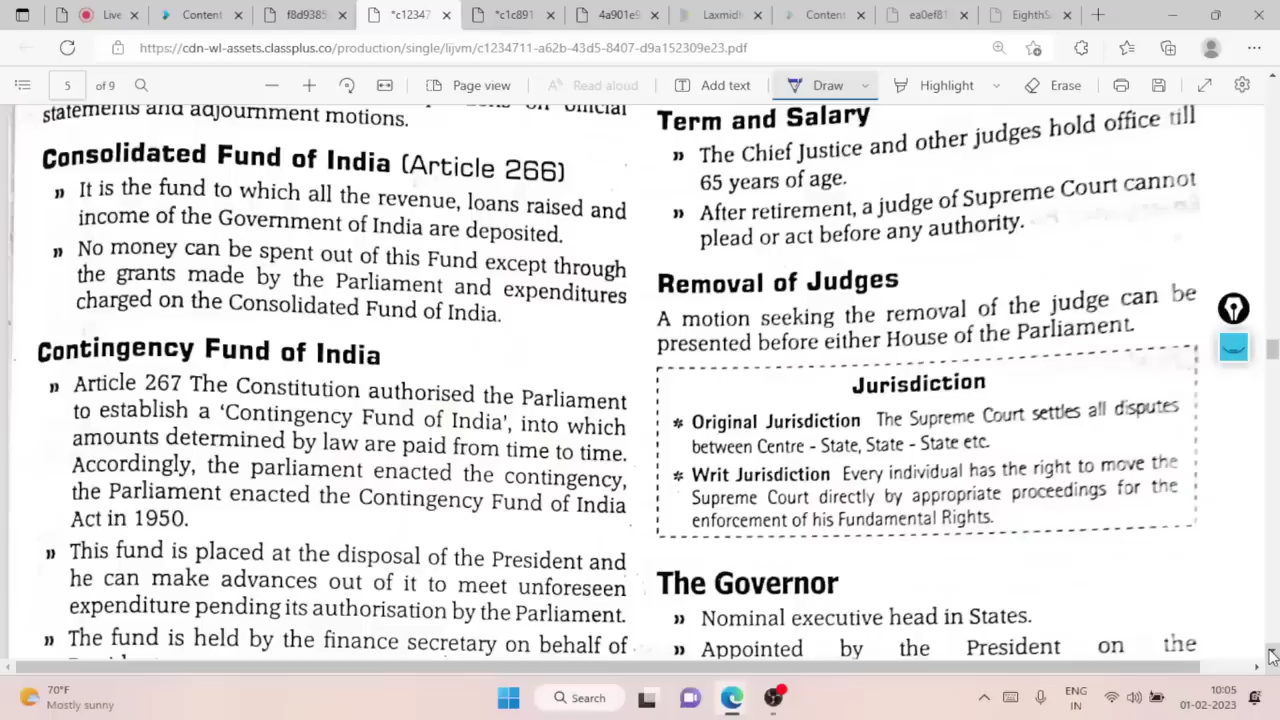 Live
Content
f8d9385
*c12347
*c1c891
4a901e9
Laxmidh
Content
ea0ef81
EighthS
https://cdn-wl-assets.classplus.co/production/single/lijvm/c1234711-a62b-43d5-8407-d9a152309e23.pdf
5 of 9
Page view
Read aloud
Add text
Draw
Highlight
Erase
on official
statements and adjournment motions.
Consolidated Fund of India (Article 266)
» It is the fund to which all the revenue, loans raised and
income of the Government of India are deposited.
» No money can be spent out of this Fund except through
the grants made by the Parliament and expenditures
charged on the Consolidated Fund of India.
Contingency Fund of India
» Article 267 The Constitution authorised the Parliament
to establish a 'Contingency Fund of India', into which
amounts determined by law are paid from time to time.
Accordingly, the parliament enacted the contingency,
the Parliament enacted the Contingency Fund of India
Act in 1950.
» This fund is placed at the disposal of the President and
he can make advances out of it to meet unforeseen
expenditure pending its authorisation by the Parliament.
» The fund is held by the finance secretary on behalf of
Term and Salary
» The Chief Justice and other judges hold office till
65 years of age.
» After retirement, a judge of Supreme Court cannot
plead or act before any authority.
Removal of Judges
A motion seeking the removal of the judge can be
presented before either House of the Parliament.
Jurisdiction
* Original Jurisdiction The Supreme Court settles all disputes
between Centre - State, State - State etc.
* Writ Jurisdiction Every individual has the right to move the
Supreme Court directly by appropriate proceedings for the
enforcement of his Fundamental Rights.
The Governor
» Nominal executive head in States.
» Appointed by the President on the
70°F
Mostly sunny
Search
ENG
IN
10:05
01-02-2023